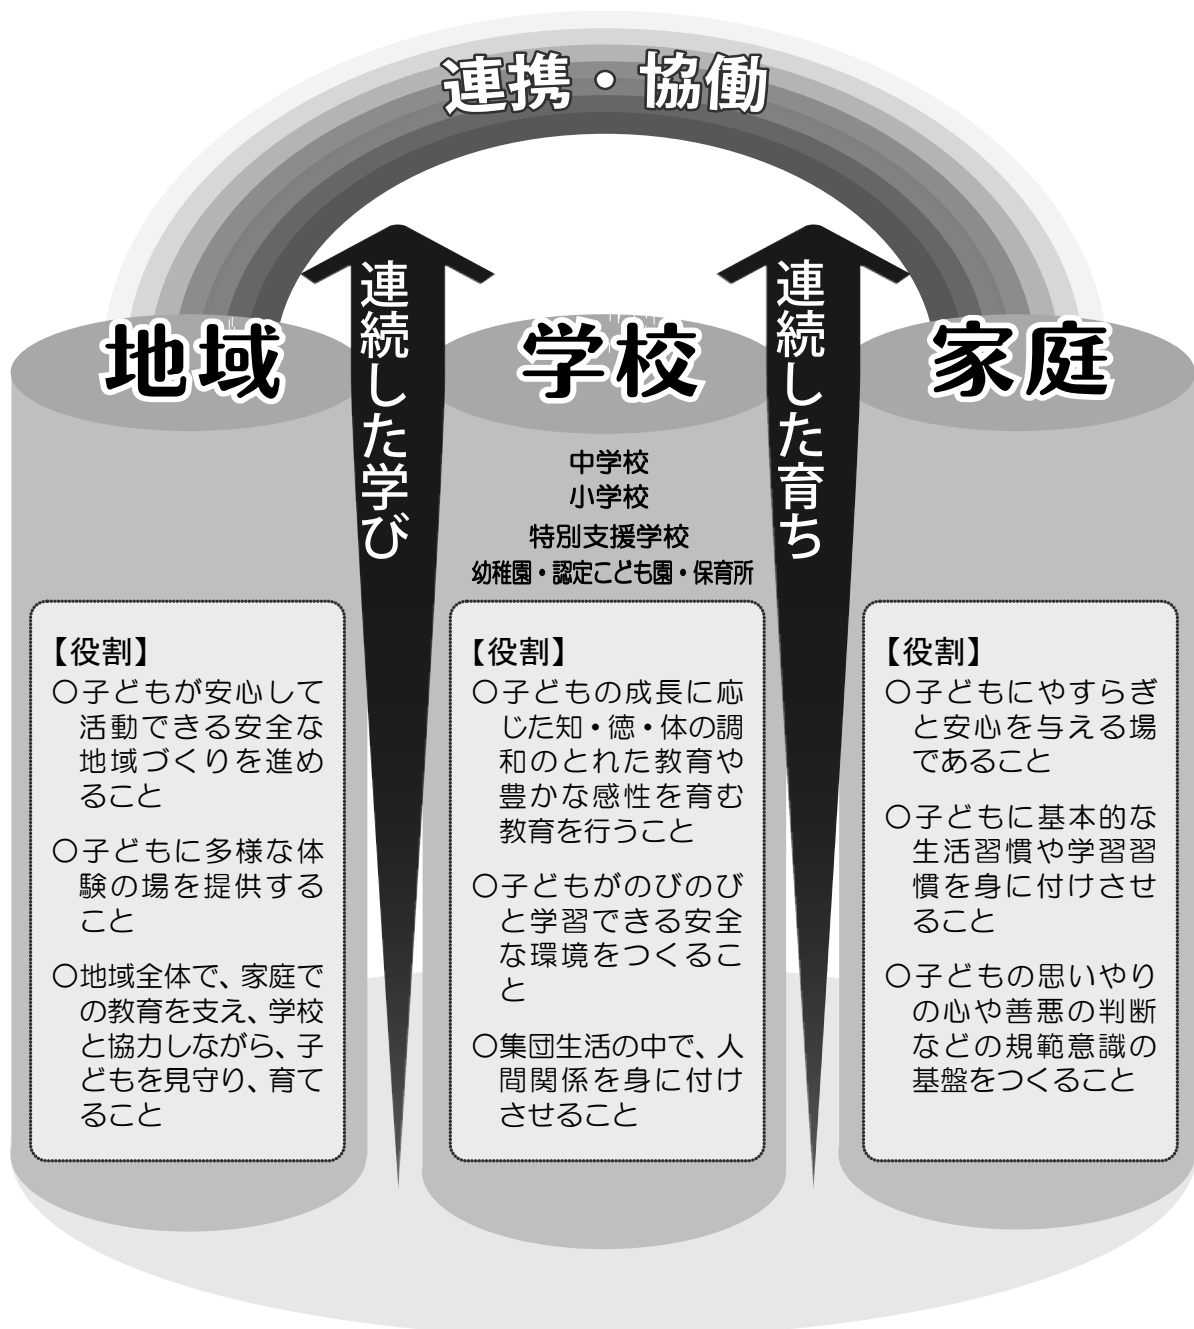 連携・協働
地域
連続した学び
学校
連続した育ち
家庭
中学校
小学校
特別支援学校
幼稚園・認定こども園・保育所
【役割】
○子どもが安心して
活動できる安全な
地域づくりを進め
ること
○子どもに多様な体
験の場を提供する
こと
○地域全体で、家庭で
の教育を支え、学校
と協力しながら、子
どもを見守り、育て
ること
【役割】
○子どもの成長に応
じた知・徳・体の調
和のとれた教育や
豊かな感性を育む
教育を行うこと
○子どもがのびのび
と学習できる安全
な環境をつくるこ
と
○集団生活の中で、人
間関係を身に付け
させること
【役割】
○子どもにやすらぎ
と安心を与える場
であること
○子どもに基本的な
生活習慣や学習習
慣を身に付けさせ
ること
○子どもの思いやり
の心や善悪の判断
などの規範意識の
基盤をつくること